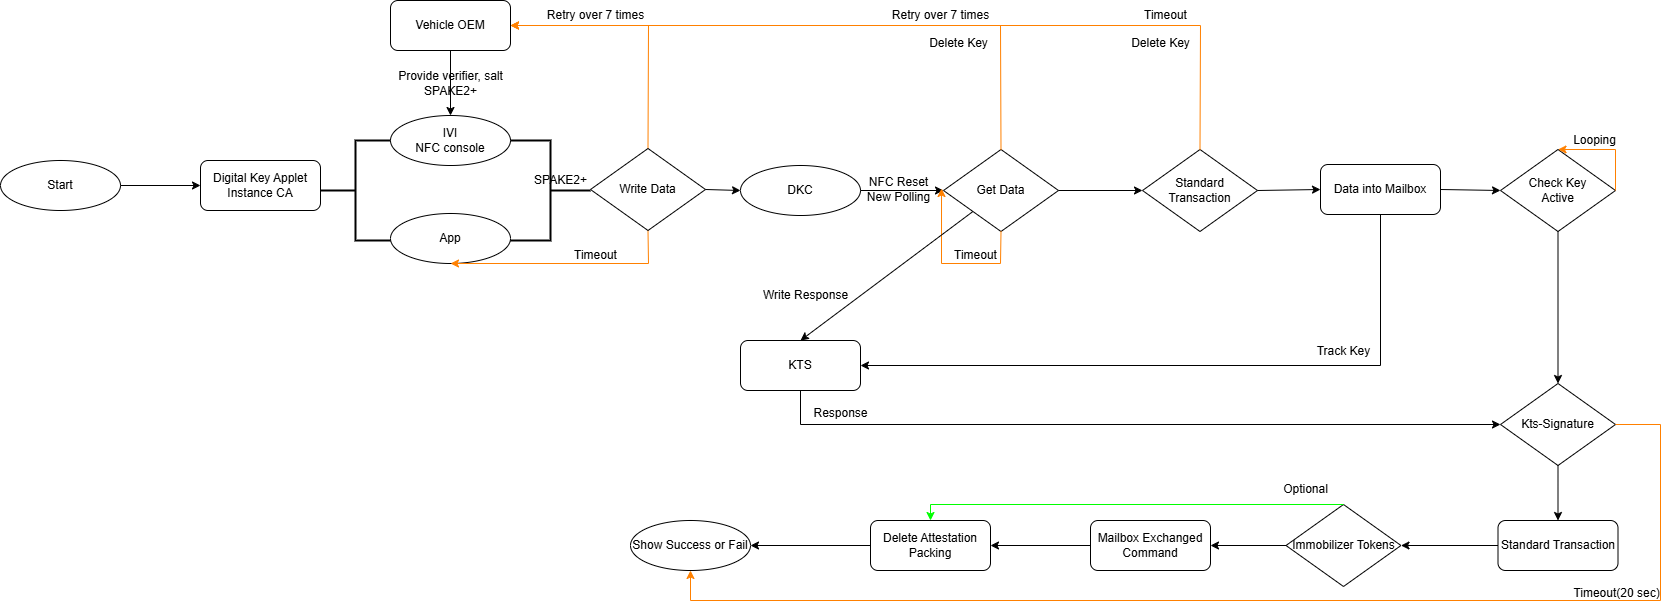 Vehicle OEM
Retry over 7 times
Retry over 7 times
Timeout
Delete Key
Delete Key
Provide verifier, salt
SPAKE2+
IVI
NFC console
Start
Digital Key Applet
Instance CA
App
SPAKE2+
Write Data
Timeout
DKC
NFC Reset
New Polling
Get Data
Timeout
Standard
Transaction
Data into Mailbox
Looping
Check Key
Active
Write Response
KTS
Track Key
Response
Kts-Signature
Optional
Show Success or Fail
Delete Attestation
Packing
Mailbox Exchanged
Command
Immobilizer Tokens
Standard Transaction
Timeout(20 sec)